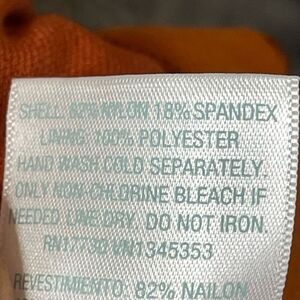 SHELL: 82% NYLON 18% SPANDEX
LINING: 100% POLYESTER
HAND WASH COLD SEPARATELY.
ONLY NON-CHLORINE BLEACH IF
NEEDED. LINE DRY. DO NOT IRON.
RN17730 VN1345353
REVESTIMIENTO: 82% NAILON